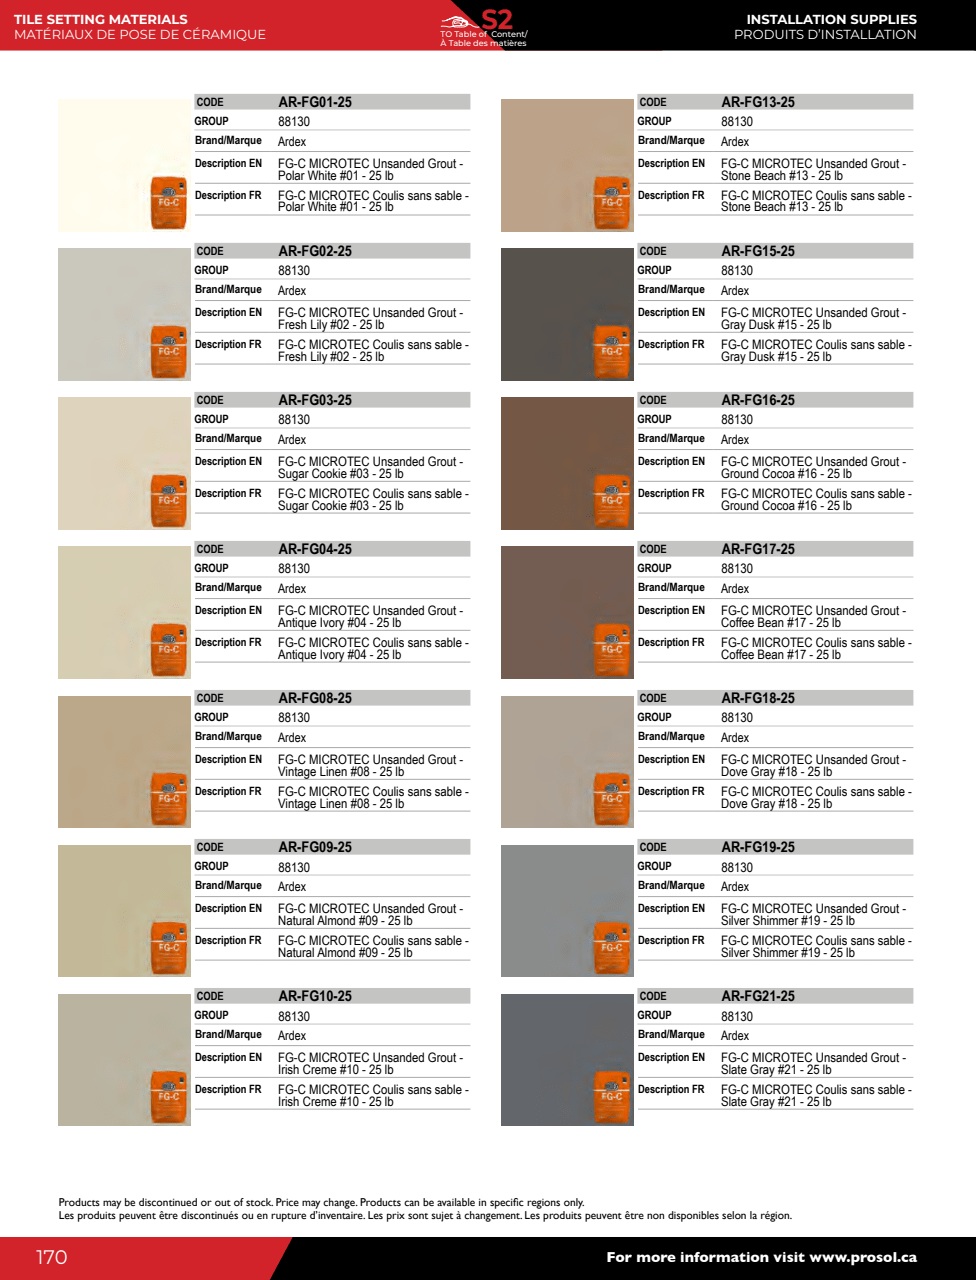 TILE SETTING MATERIALS
MATÉRIAUX DE POSE DE CÉRAMIQUE
S2
TO Table of Content/
À Table des matières
INSTALLATION SUPPLIES
PRODUITS D'INSTALLATION
CODE AR-FG01-25
GROUP 88130
Brand/Marque Ardex
Description EN FG-C MICROTEC Unsanded Grout -
Polar White #01 - 25 lb
Description FR FG-C MICROTEC Coulis sans sable -
Polar White #01 - 25 lb
FG-C
CODE AR-FG02-25
GROUP 88130
Brand/Marque Ardex
Description EN FG-C MICROTEC Unsanded Grout -
Fresh Lily #02 - 25 lb
Description FR FG-C MICROTEC Coulis sans sable -
Fresh Lily #02 - 25 lb
FG-C
CODE AR-FG03-25
GROUP 88130
Brand/Marque Ardex
Description EN FG-C MICROTEC Unsanded Grout -
Sugar Cookie #03 - 25 lb
Description FR FG-C MICROTEC Coulis sans sable -
Sugar Cookie #03 - 25 lb
FG-C
CODE AR-FG04-25
GROUP 88130
Brand/Marque Ardex
Description EN FG-C MICROTEC Unsanded Grout -
Antique Ivory #04 - 25 lb
Description FR FG-C MICROTEC Coulis sans sable -
Antique Ivory #04 - 25 lb
FG-C
CODE AR-FG08-25
GROUP 88130
Brand/Marque Ardex
Description EN FG-C MICROTEC Unsanded Grout -
Vintage Linen #08 - 25 lb
Description FR FG-C MICROTEC Coulis sans sable -
Vintage Linen #08 - 25 lb
FG-C
CODE AR-FG09-25
GROUP 88130
Brand/Marque Ardex
Description EN FG-C MICROTEC Unsanded Grout -
Natural Almond #09 - 25 lb
Description FR FG-C MICROTEC Coulis sans sable -
Natural Almond #09 - 25 lb
FG-C
CODE AR-FG10-25
GROUP 88130
Brand/Marque Ardex
Description EN FG-C MICROTEC Unsanded Grout -
Irish Creme #10 - 25 lb
Description FR FG-C MICROTEC Coulis sans sable -
Irish Creme #10 - 25 lb
FG-C
CODE AR-FG13-25
GROUP 88130
Brand/Marque Ardex
Description EN FG-C MICROTEC Unsanded Grout -
Stone Beach #13 - 25 lb
Description FR FG-C MICROTEC Coulis sans sable -
Stone Beach #13 - 25 lb
FG-C
CODE AR-FG15-25
GROUP 88130
Brand/Marque Ardex
Description EN FG-C MICROTEC Unsanded Grout -
Gray Dusk #15 - 25 lb
Description FR FG-C MICROTEC Coulis sans sable -
Gray Dusk #15 - 25 lb
FG-C
CODE AR-FG16-25
GROUP 88130
Brand/Marque Ardex
Description EN FG-C MICROTEC Unsanded Grout -
Ground Cocoa #16 - 25 lb
Description FR FG-C MICROTEC Coulis sans sable -
Ground Cocoa #16 - 25 lb
FG-C
CODE AR-FG17-25
GROUP 88130
Brand/Marque Ardex
Description EN FG-C MICROTEC Unsanded Grout -
Coffee Bean #17 - 25 lb
Description FR FG-C MICROTEC Coulis sans sable -
Coffee Bean #17 - 25 lb
FG-C
CODE AR-FG18-25
GROUP 88130
Brand/Marque Ardex
Description EN FG-C MICROTEC Unsanded Grout -
Dove Gray #18 - 25 lb
Description FR FG-C MICROTEC Coulis sans sable -
Dove Gray #18 - 25 lb
FG-C
CODE AR-FG19-25
GROUP 88130
Brand/Marque Ardex
Description EN FG-C MICROTEC Unsanded Grout -
Silver Shimmer #19 - 25 lb
Description FR FG-C MICROTEC Coulis sans sable -
Silver Shimmer #19 - 25 lb
FG-C
CODE AR-FG21-25
GROUP 88130
Brand/Marque Ardex
Description EN FG-C MICROTEC Unsanded Grout -
Slate Gray #21 - 25 lb
Description FR FG-C MICROTEC Coulis sans sable -
Slate Gray #21 - 25 lb
FG-C
Products may be discontinued or out of stock. Price may change. Products can be available in specific regions only.
Les produits peuvent être discontinués ou en rupture d'inventaire. Les prix sont sujet à changement. Les produits peuvent être non disponibles selon la région.
170
For more information visit www.prosol.ca